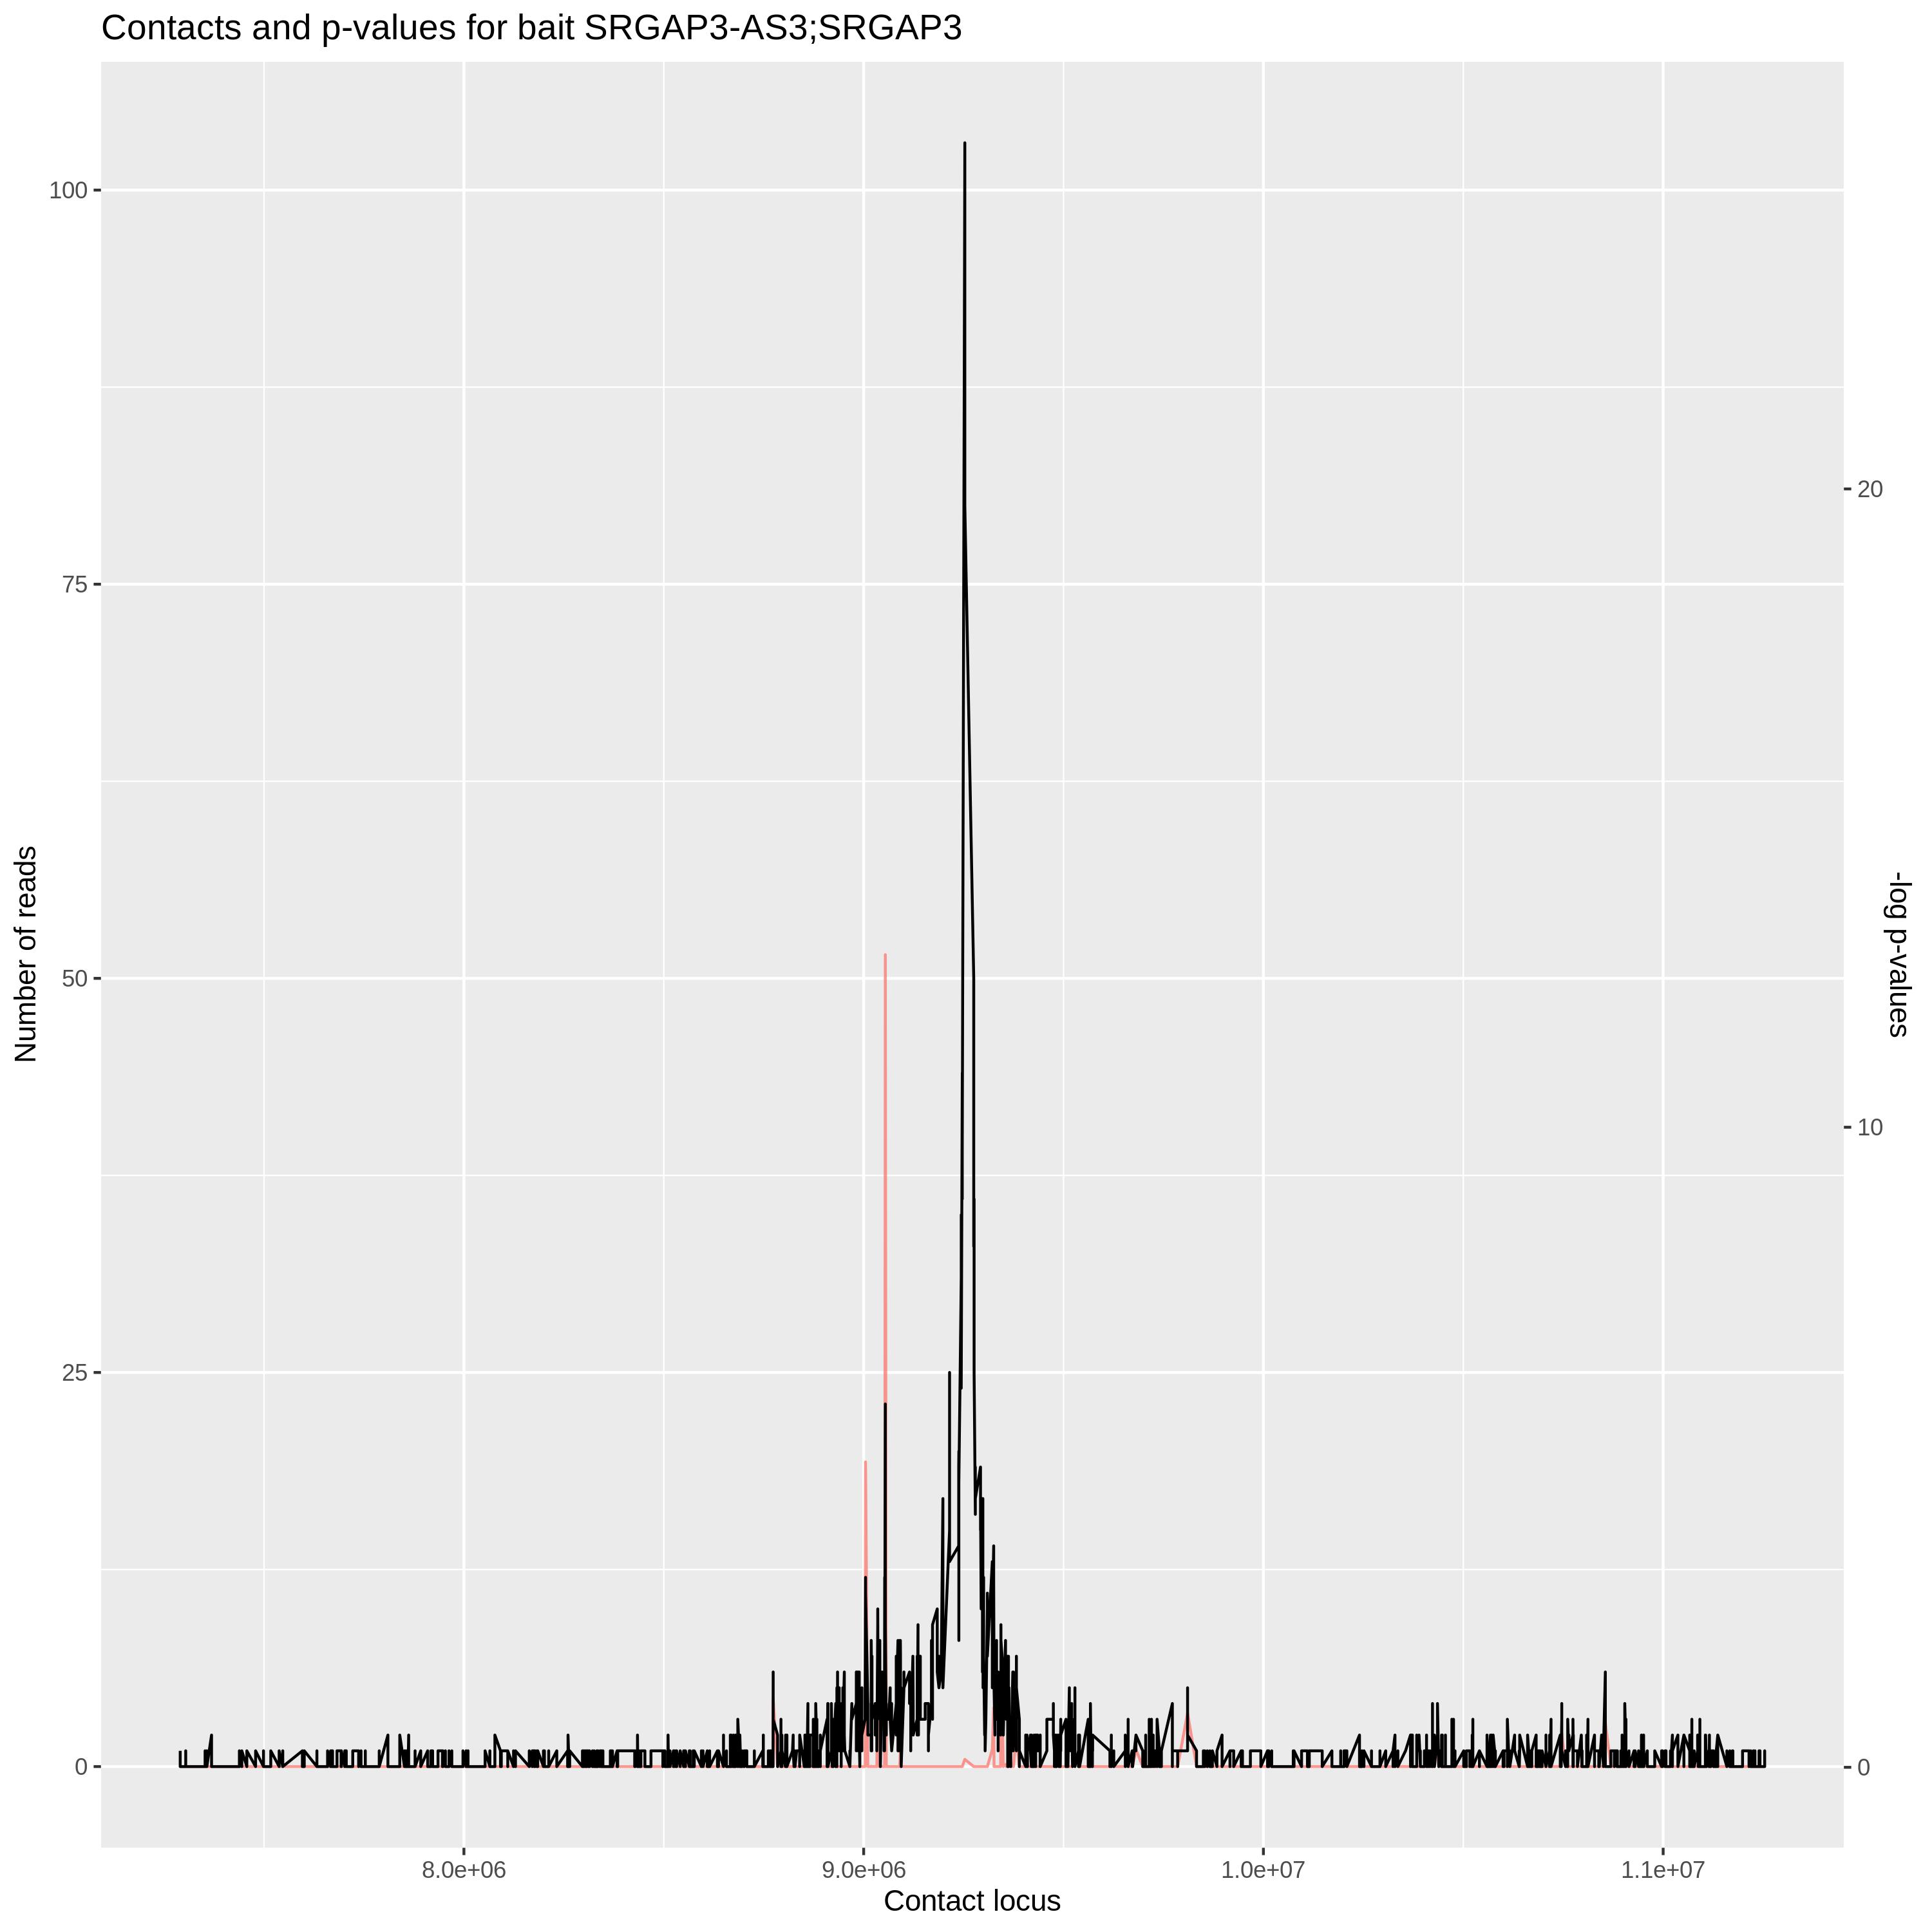 Contacts and p-values for bait SRGAP3-AS3;SRGAP3
100
75
50
25
0
Number of reads
20
10
0
-log p-values
8.0e+06
9.0e+06
1.0e+07
1.1e+07
Contact locus